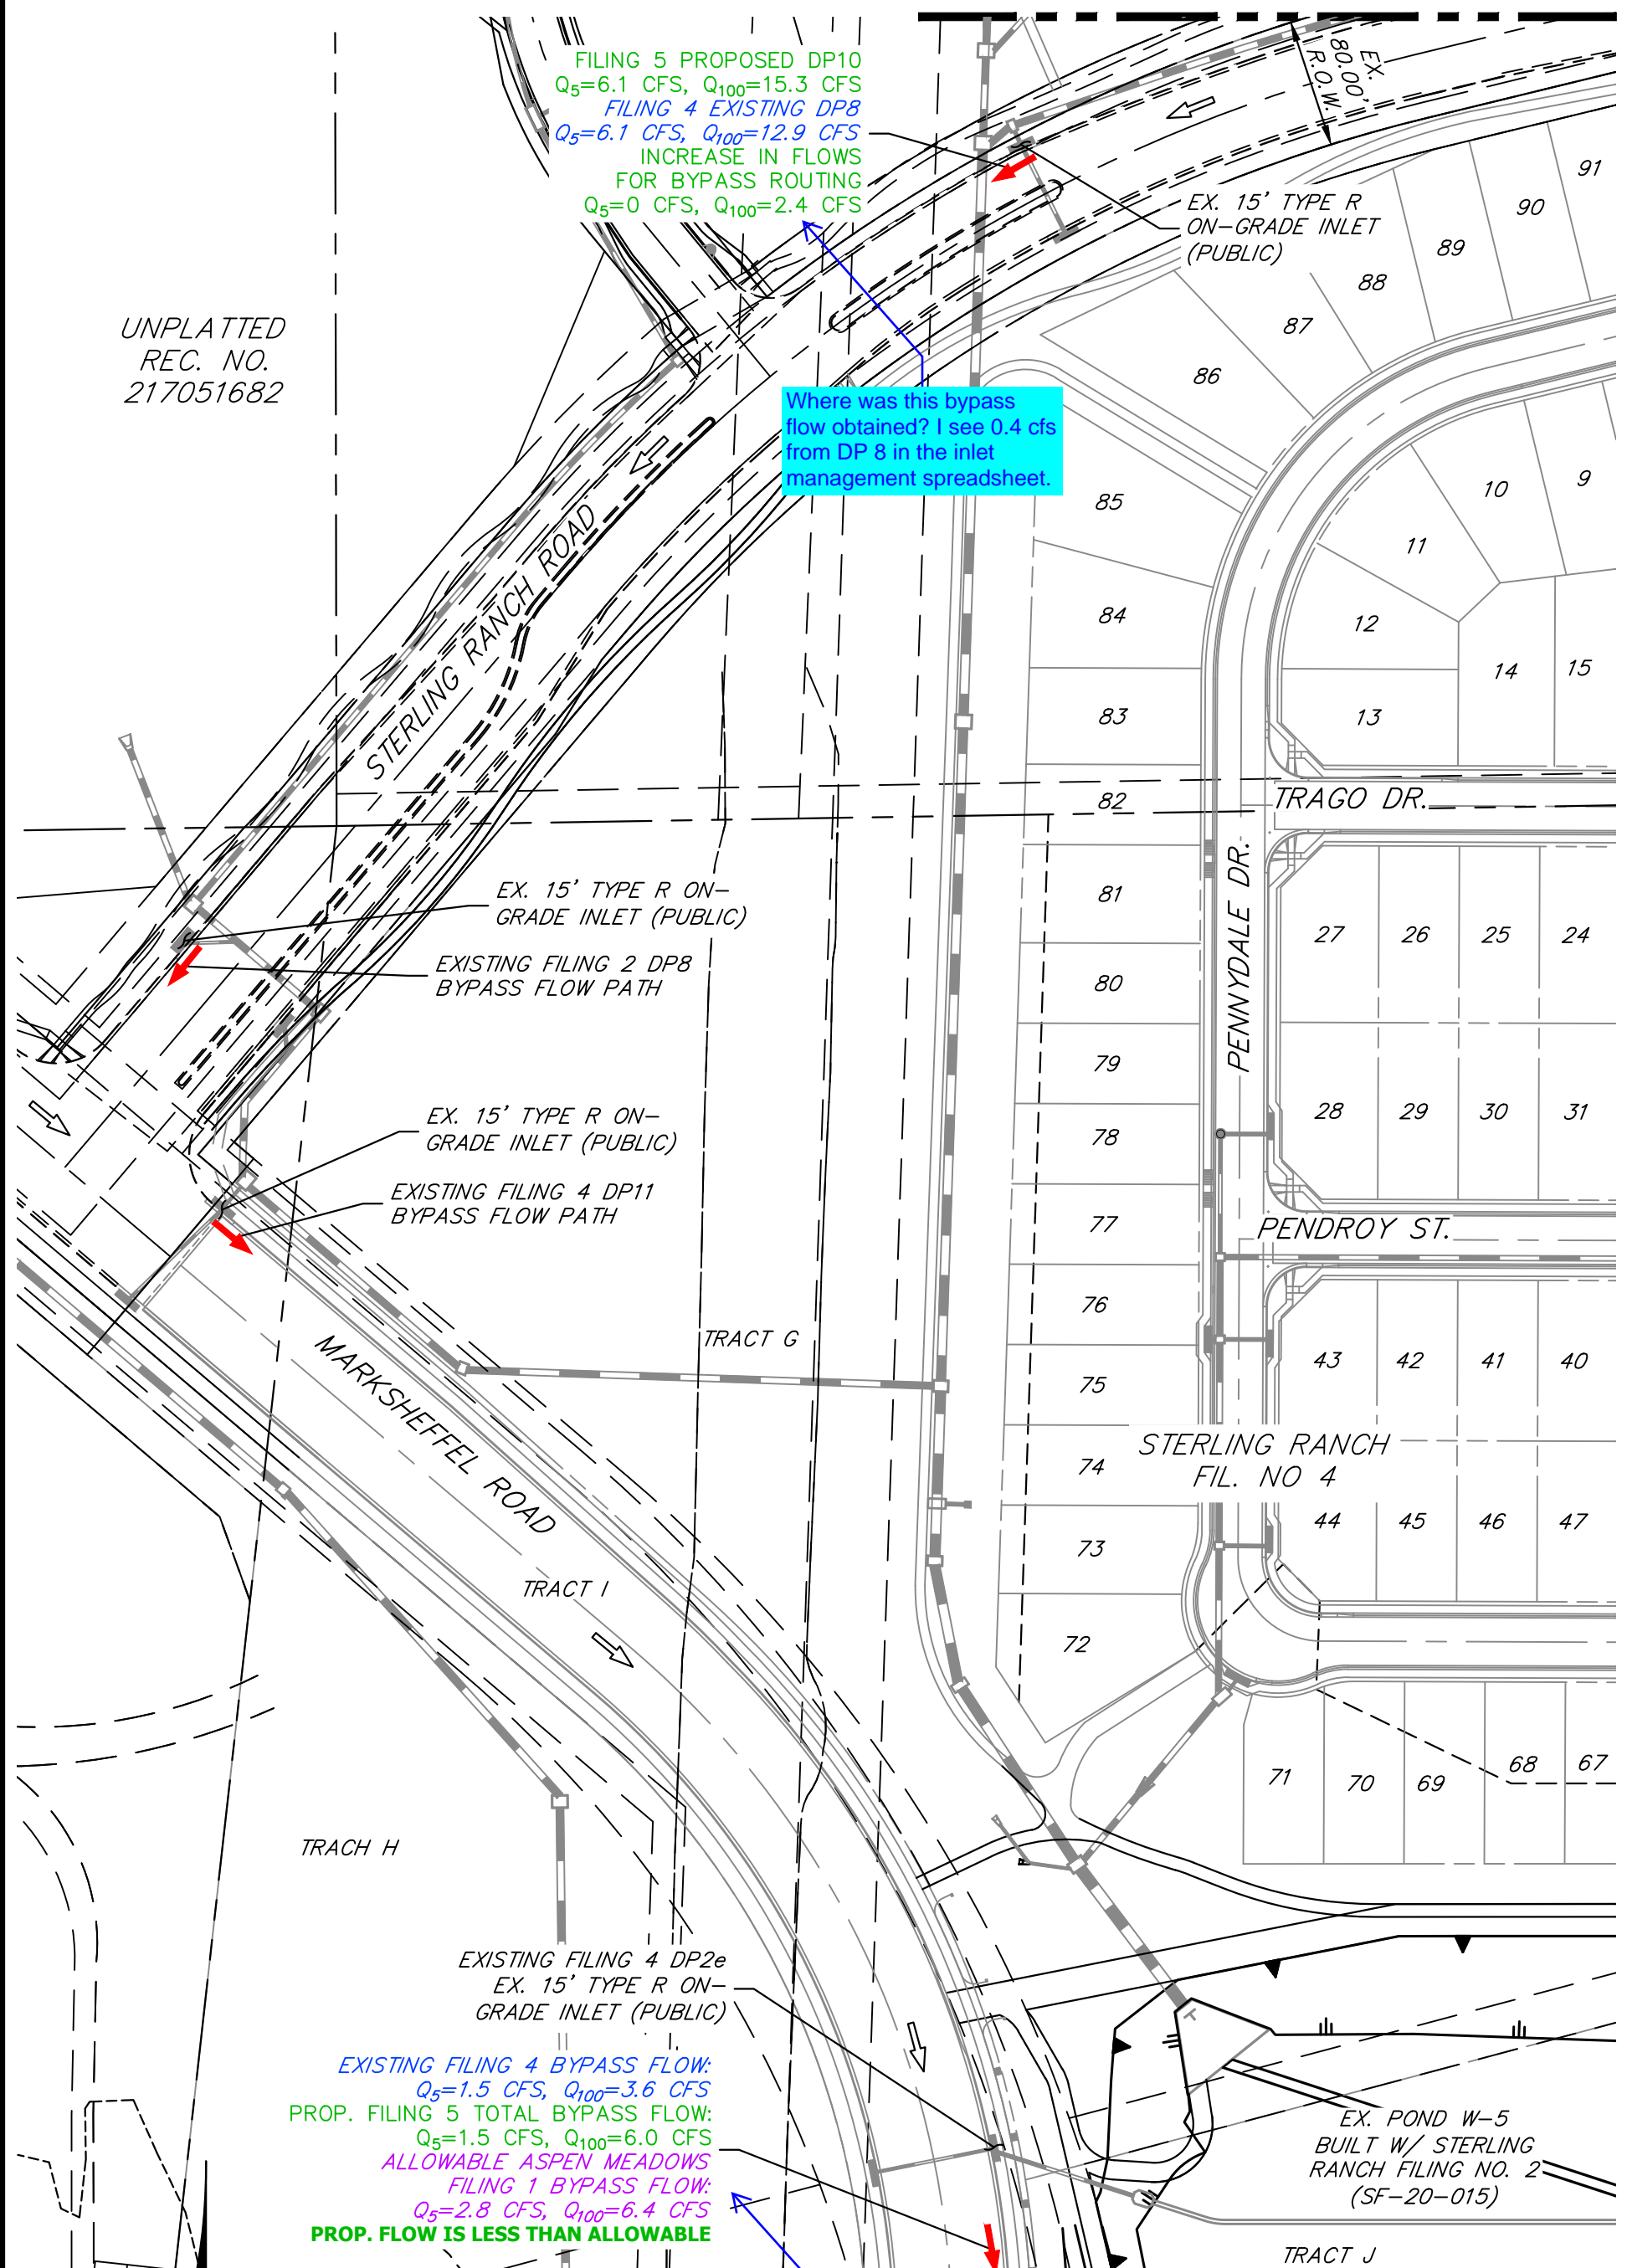 FILING 5 PROPOSED DP10
Q5=6.1 CFS, Q100=15.3 CFS
FILING 4 EXISTING DP8
Q5=6.1 CFS, Q100=12.9 CFS
INCREASE IN FLOWS
FOR BYPASS ROUTING
Q5=0 CFS, Q100=2.4 CFS
EX.
80.00'
R.O.W.
EX. 15' TYPE R
ON-GRADE INLET
(PUBLIC)
91
90
89
88
87
86
UNPLATTED
REC. NO.
217051682
Where was this bypass
flow obtained? I see 0.4 cfs
from DP 8 in the inlet
management spreadsheet.
85
84
83
82
81
80
79
78
77
76
75
74
73
72
9
10
11
12
13
14
15
STERLING RANCH ROAD
TRAGO DR.
PENNYDALE DR.
27
26
25
24
28
29
30
31
EX. 15' TYPE R ON-
GRADE INLET (PUBLIC)
EXISTING FILING 2 DP8
BYPASS FLOW PATH
EX. 15' TYPE R ON-
GRADE INLET (PUBLIC)
EXISTING FILING 4 DP11
BYPASS FLOW PATH
PENDROY ST.
TRACT G
43
42
41
40
MARKSHEFFEL ROAD
STERLING RANCH
FIL. NO 4
44
45
46
47
TRACT I
71
70
69
68
67
TRACH H
EXISTING FILING 4 DP2e
EX. 15' TYPE R ON-
GRADE INLET (PUBLIC)
EXISTING FILING 4 BYPASS FLOW:
Q5=1.5 CFS, Q100=3.6 CFS
PROP. FILING 5 TOTAL BYPASS FLOW:
Q5=1.5 CFS, Q100=6.0 CFS
ALLOWABLE ASPEN MEADOWS
FILING 1 BYPASS FLOW:
Q5=2.8 CFS, Q100=6.4 CFS
PROP. FLOW IS LESS THAN ALLOWABLE
EX. POND W-5
BUILT W/ STERLING
RANCH FILING NO. 2
(SF-20-015)
TRACT J